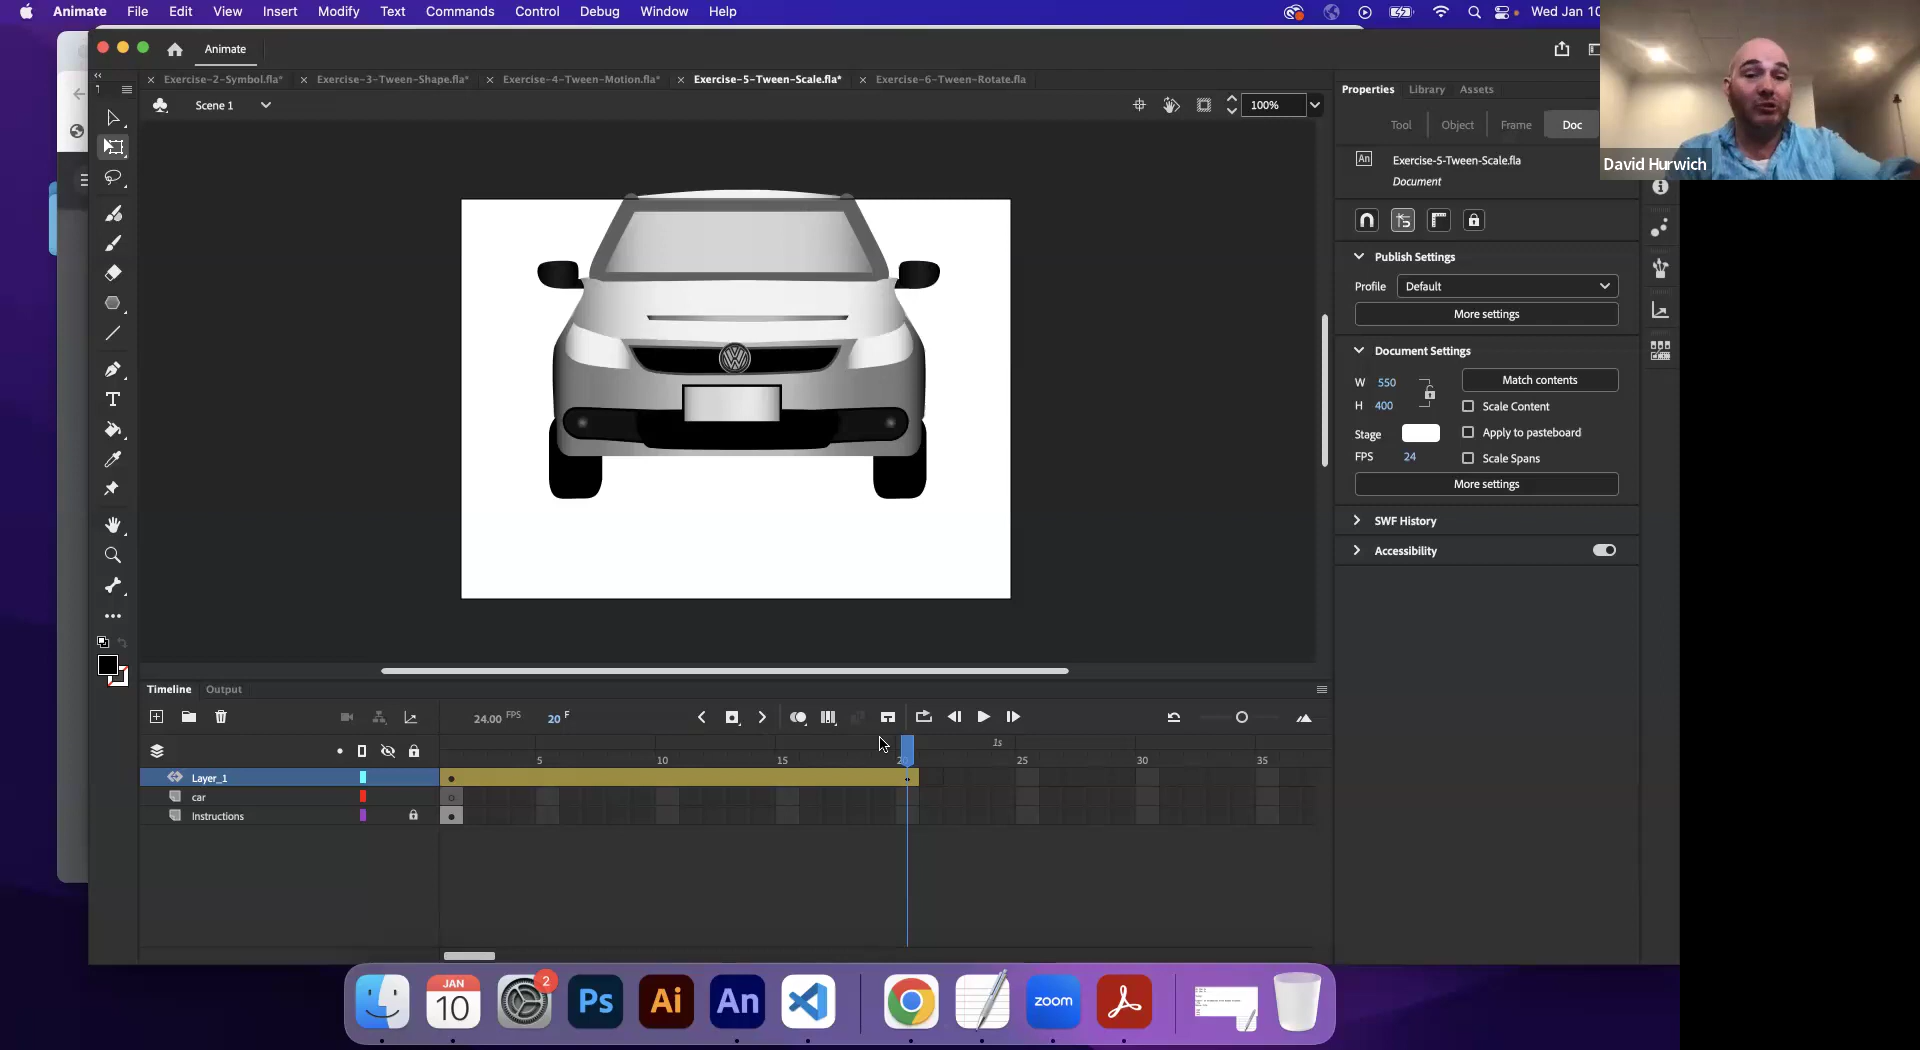 Animate File Edit View Insert Modify Text Commands Control Debug Window Help
Wed Jan 10
Animate
Exercise-2-Symbol.fla* Exercise-3-Tween-Shape.fla* Exercise-4-Tween-Motion.fla* Exercise-5-Tween-Scale.fla* Exercise-6-Tween-Rotate.fla
Scene 1
100%
Properties Library Assets
Tool Object Frame Doc
An
Exercise-5-Tween-Scale.fla
Document
David Hurwich
Publish Settings
Profile Default
More settings
Document Settings
W 550
H 400
Match contents
Scale Content
Stage
Apply to pasteboard
FPS 24
Scale Spans
More settings
SWF History
Accessibility
Timeline Output
24.00 FPS 20 F
1s
5 10 15 20 25 30 35
Layer_1
car
Instructions
JAN
10
2
Ps
Ai
An
zoom